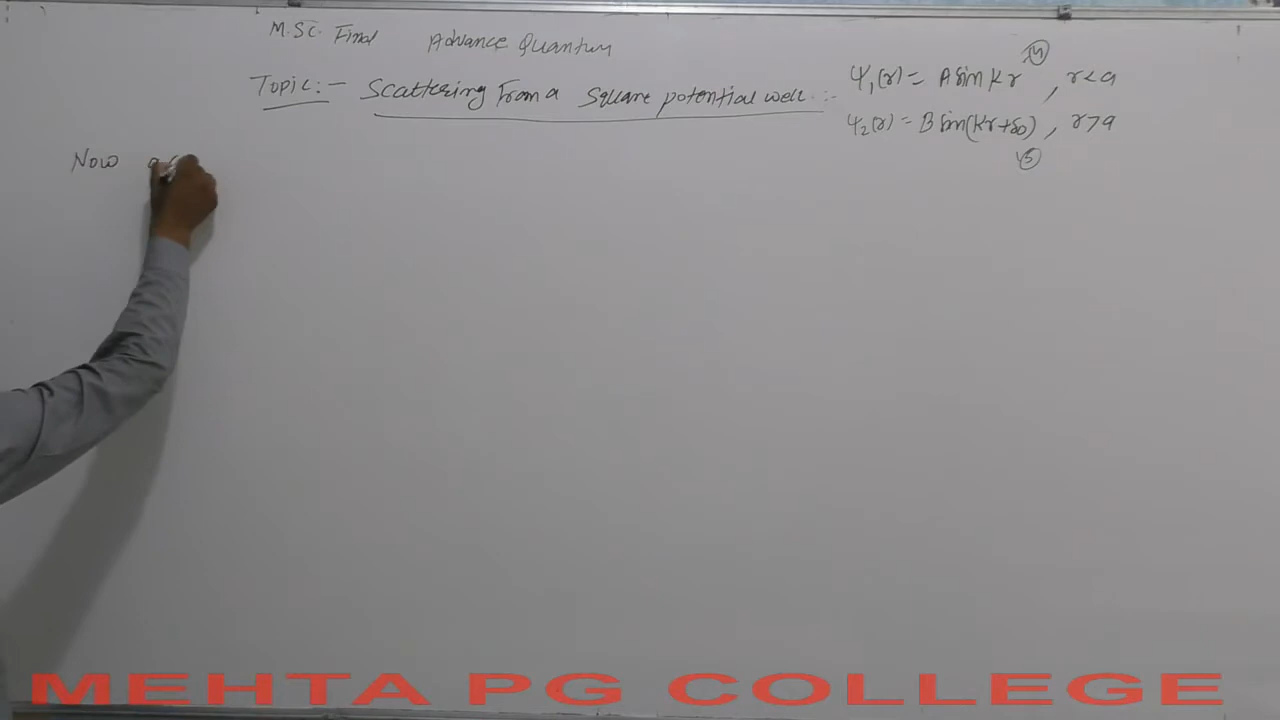 M.Sc. Final Advance Quantum
Topic:- Scattering From a Square potential well :-
ψ₁(r) = A sin Kr (4) , r<a
ψ₂(r) = B sin(Kr+δ₀) , r>a
(5)
Now
MEHTA PG COLLEGE